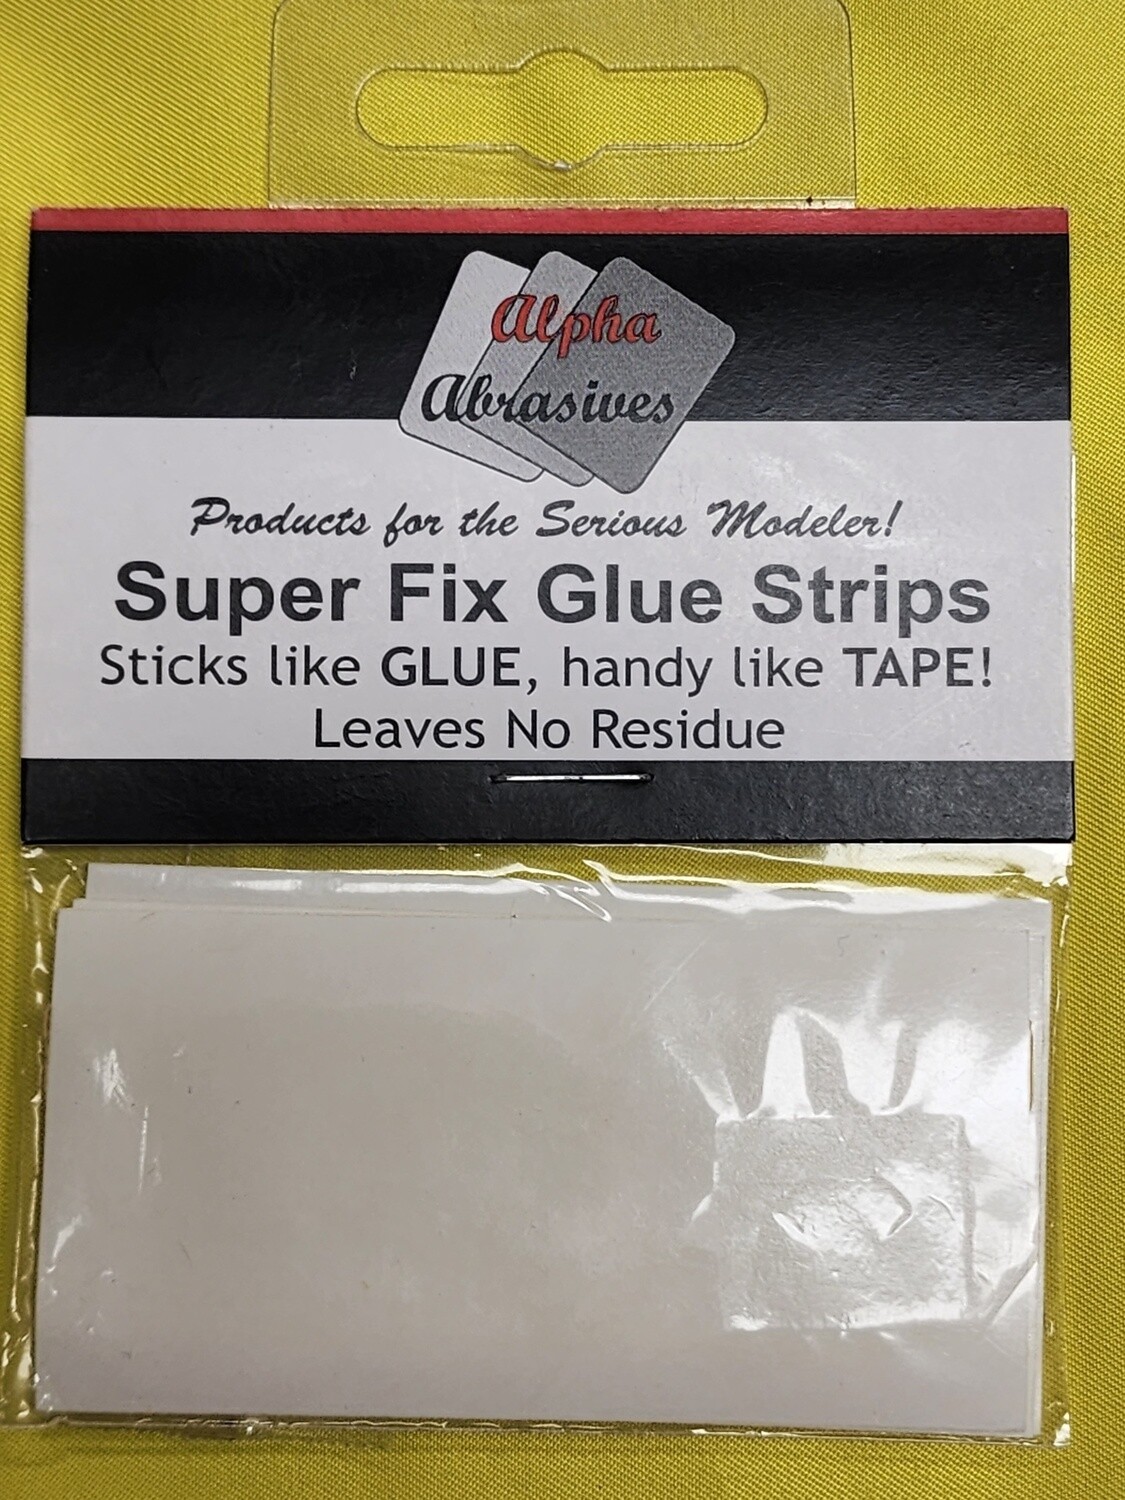 Alpha
Abrasives
Products for the Serious Modeler!
Super Fix Glue Strips
Sticks like GLUE, handy like TAPE!
Leaves No Residue